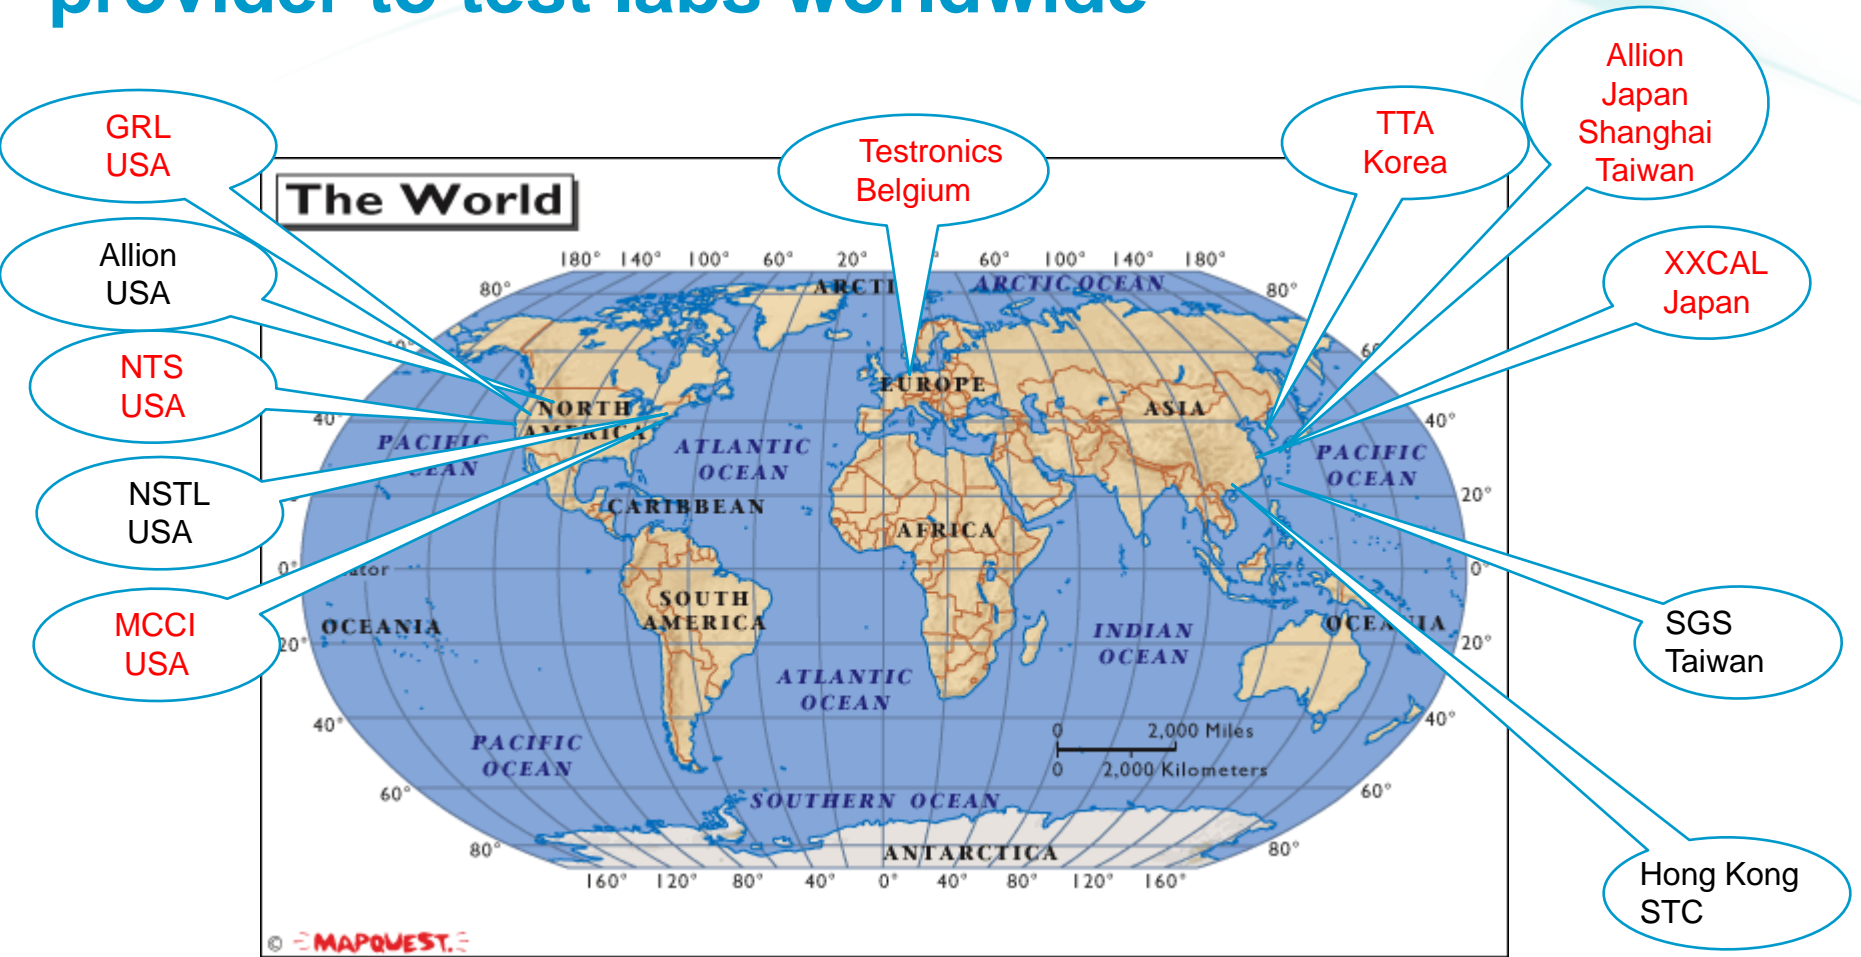 provider to test labs worldwide
GRL
USA
Allion
USA
NTS
USA
NSTL
USA
MCCI
USA
Testronics
Belgium
TTA
Korea
Allion
Japan
Shanghai
Taiwan
XXCAL
Japan
SGS
Taiwan
Hong Kong
STC
The World
180° 140° 100° 60° 20° 60° 100° 140° 180°
80° 80°
ARCTI
ARCTIC OCEAN
EUROPE
ASIA
NORTH
AMERICA
40° 40°
PACIFIC
ATLANTIC
OCEAN
PACIFIC
OCEAN
CARIBBEAN
20°
AFRICA
0° 0°
SOUTH
AMERICA
OCEANIA
OCEANIA
20° 20°
INDIAN
OCEAN
ATLANTIC
OCEAN
40° 40°
0 2,000 Miles
0 2,000 Kilometers
PACIFIC
OCEAN
60° 60°
SOUTHERN OCEAN
80° 80°
ANTARCTICA
160° 120° 80° 40° 0° 40° 80° 120° 160°
© MAPQUEST.